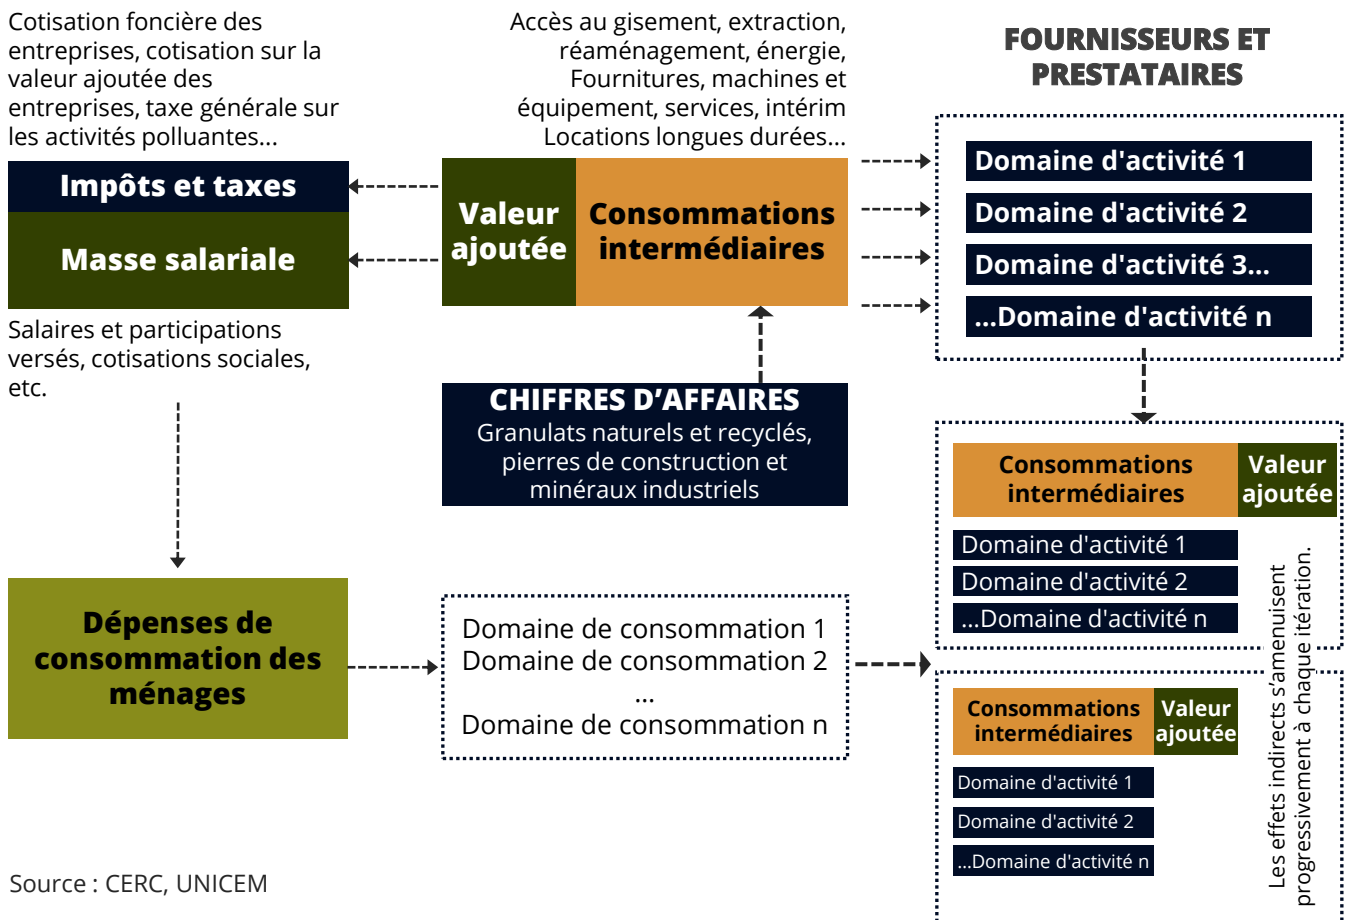 Cotisation foncière des
entreprises, cotisation sur la
valeur ajoutée des
entreprises, taxe générale sur
les activités polluantes...
Impôts et taxes
Masse salariale
Salaires et participations
versés, cotisations sociales,
etc.
Accès au gisement, extraction,
réaménagement, énergie,
Fournitures, machines et
équipement, services, intérim
Locations longues durées...
Valeur
ajoutée
Consommations
intermédiaires
CHIFFRES D’AFFAIRES
Granulats naturels et recyclés,
pierres de construction et
minéraux industriels
FOURNISSEURS ET
PRESTATAIRES
Domaine d'activité 1
Domaine d'activité 2
Domaine d'activité 3...
...Domaine d'activité n
Consommations
intermédiaires
Valeur
ajoutée
Domaine d'activité 1
Domaine d'activité 2
...Domaine d'activité n
Dépenses de
consommation des
ménages
Domaine de consommation 1
Domaine de consommation 2
...
Domaine de consommation n
Consommations
intermédiaires
Valeur
ajoutée
Domaine d'activité 1
Domaine d'activité 2
...Domaine d'activité n
Les effets indirects s’amenuisent
progressivement à chaque itération.
Source : CERC, UNICEM